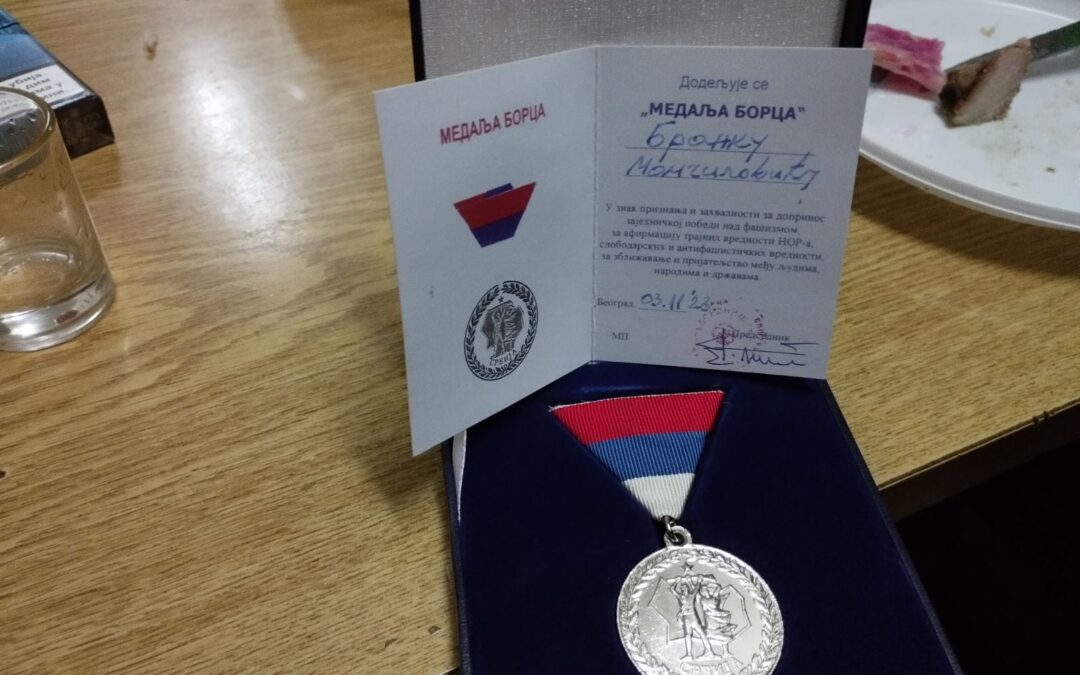 МЕДАЉА БОРЦА
СРБИЈА
Додељује се
„МЕДАЉА БОРЦА“
Бранку
Момчиловићу
У знак признања и захвалности за допринос
заједничкој победи над фашизмом,
за афирмацију трајних вредности НОР-а,
слободарских и антифашистичких вредности,
за зближавање и пријатељство међу људима,
народима и државама.
Београд 03.11 '23
МП